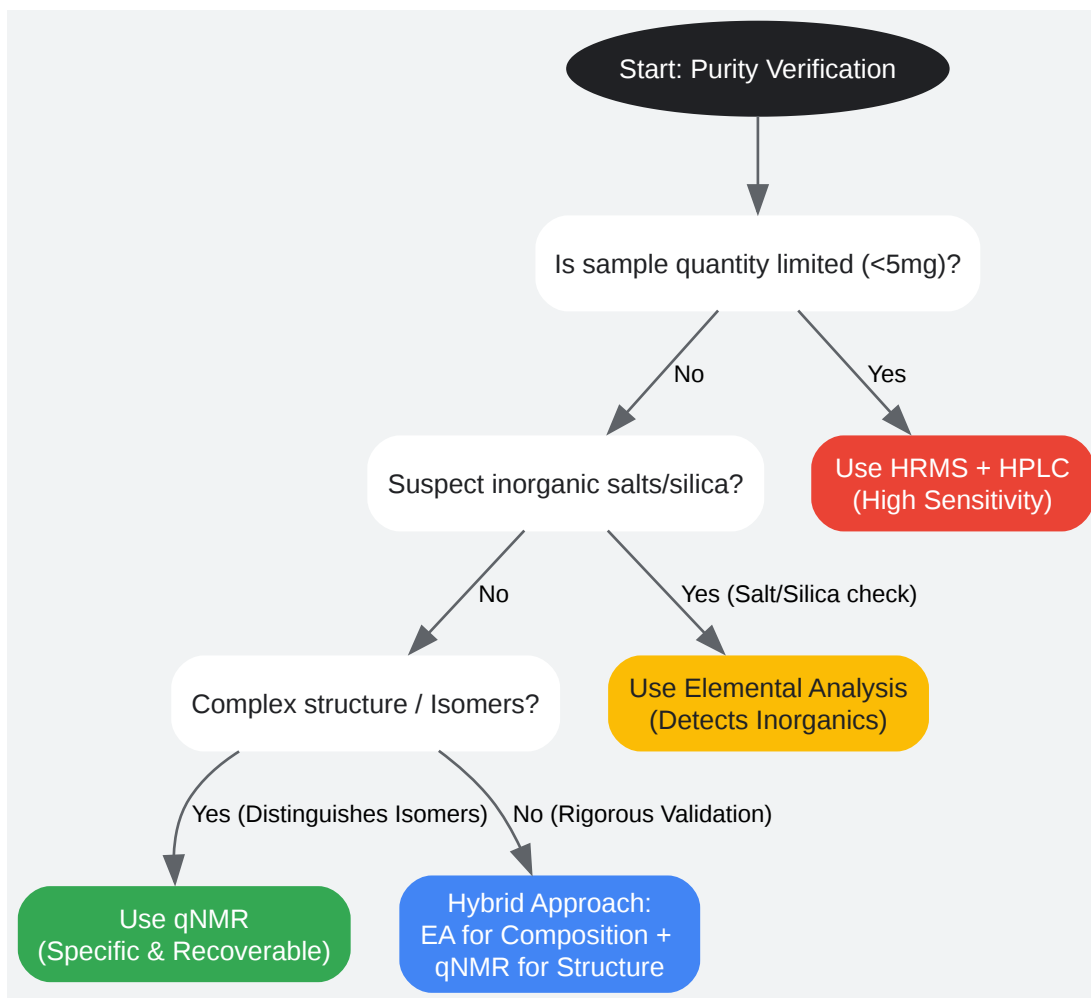 Start: Purity Verification
Is sample quantity limited (<5mg)?
No
Yes
Suspect inorganic salts/silica?
Use HRMS + HPLC
(High Sensitivity)
No
Yes (Salt/Silica check)
Complex structure / Isomers?
Use Elemental Analysis
(Detects Inorganics)
Yes (Distinguishes Isomers)
No (Rigorous Validation)
Use qNMR
(Specific & Recoverable)
Hybrid Approach:
EA for Composition +
qNMR for Structure